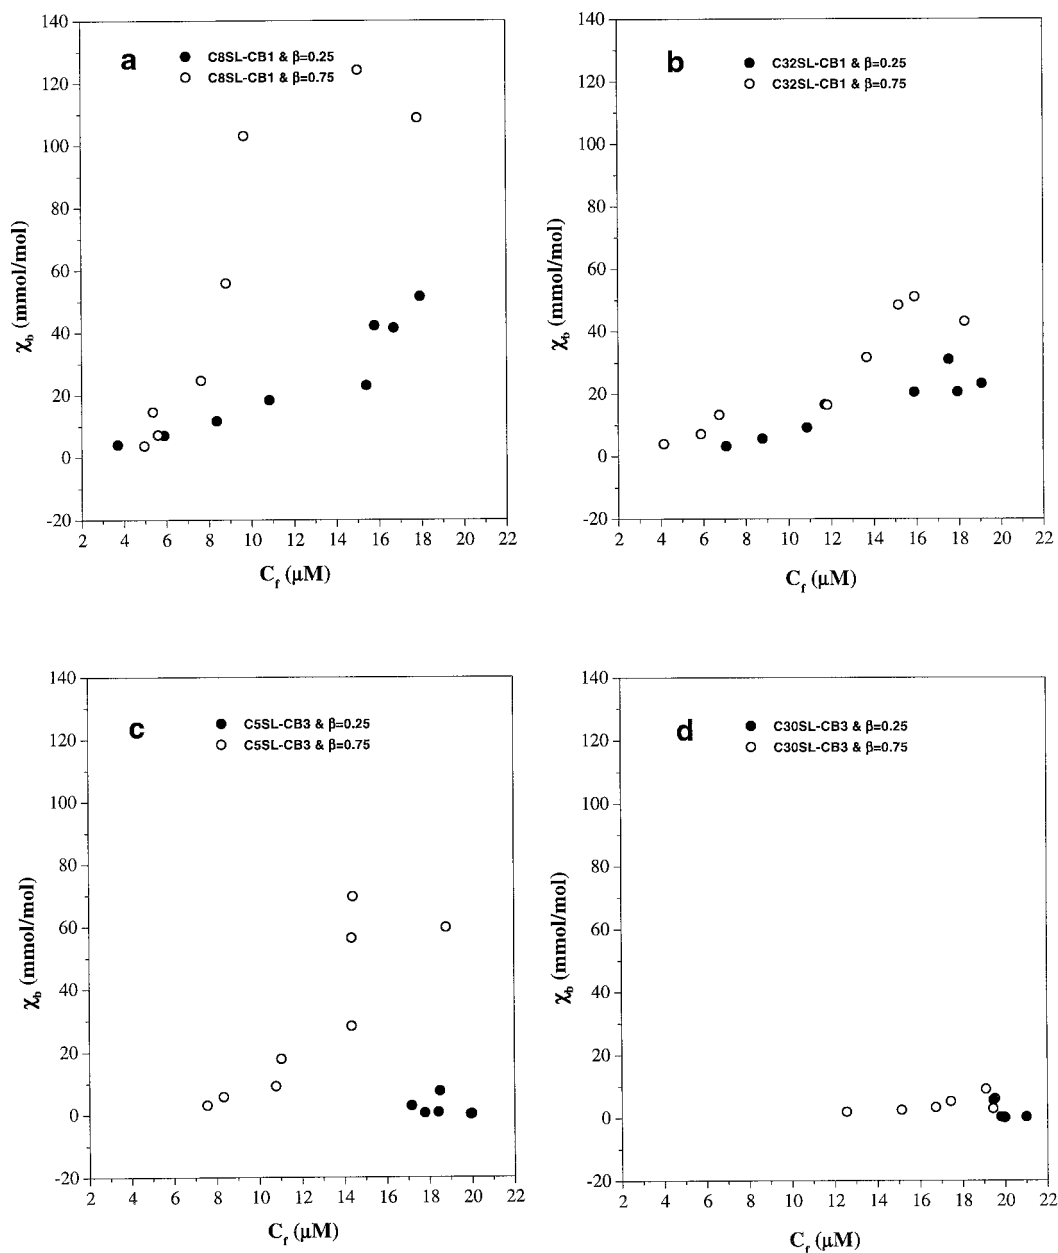 a
C8SL-CB1 & β=0.25
C8SL-CB1 & β=0.75
140
120
100
80
60
40
20
0
-20
2 4 6 8 10 12 14 16 18 20 22
χb (mmol/mol)
Cf (μM)
b
C32SL-CB1 & β=0.25
C32SL-CB1 & β=0.75
140
120
100
80
60
40
20
0
-20
2 4 6 8 10 12 14 16 18 20 22
χb (mmol/mol)
Cf (μM)
c
C5SL-CB3 & β=0.25
C5SL-CB3 & β=0.75
140
120
100
80
60
40
20
0
-20
2 4 6 8 10 12 14 16 18 20 22
χb (mmol/mol)
Cf (μM)
d
C30SL-CB3 & β=0.25
C30SL-CB3 & β=0.75
140
120
100
80
60
40
20
0
-20
2 4 6 8 10 12 14 16 18 20 22
χb (mmol/mol)
Cf (μM)